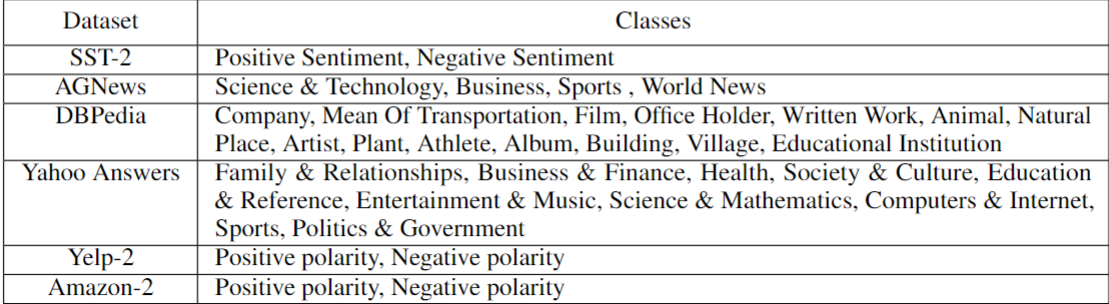 Dataset Classes
SST-2 Positive Sentiment, Negative Sentiment
AGNews Science & Technology, Business, Sports , World News
DBPedia Company, Mean Of Transportation, Film, Office Holder, Written Work, Animal, Natural
Place, Artist, Plant, Athlete, Album, Building, Village, Educational Institution
Yahoo Answers Family & Relationships, Business & Finance, Health, Society & Culture, Education
& Reference, Entertainment & Music, Science & Mathematics, Computers & Internet,
Sports, Politics & Government
Yelp-2 Positive polarity, Negative polarity
Amazon-2 Positive polarity, Negative polarity